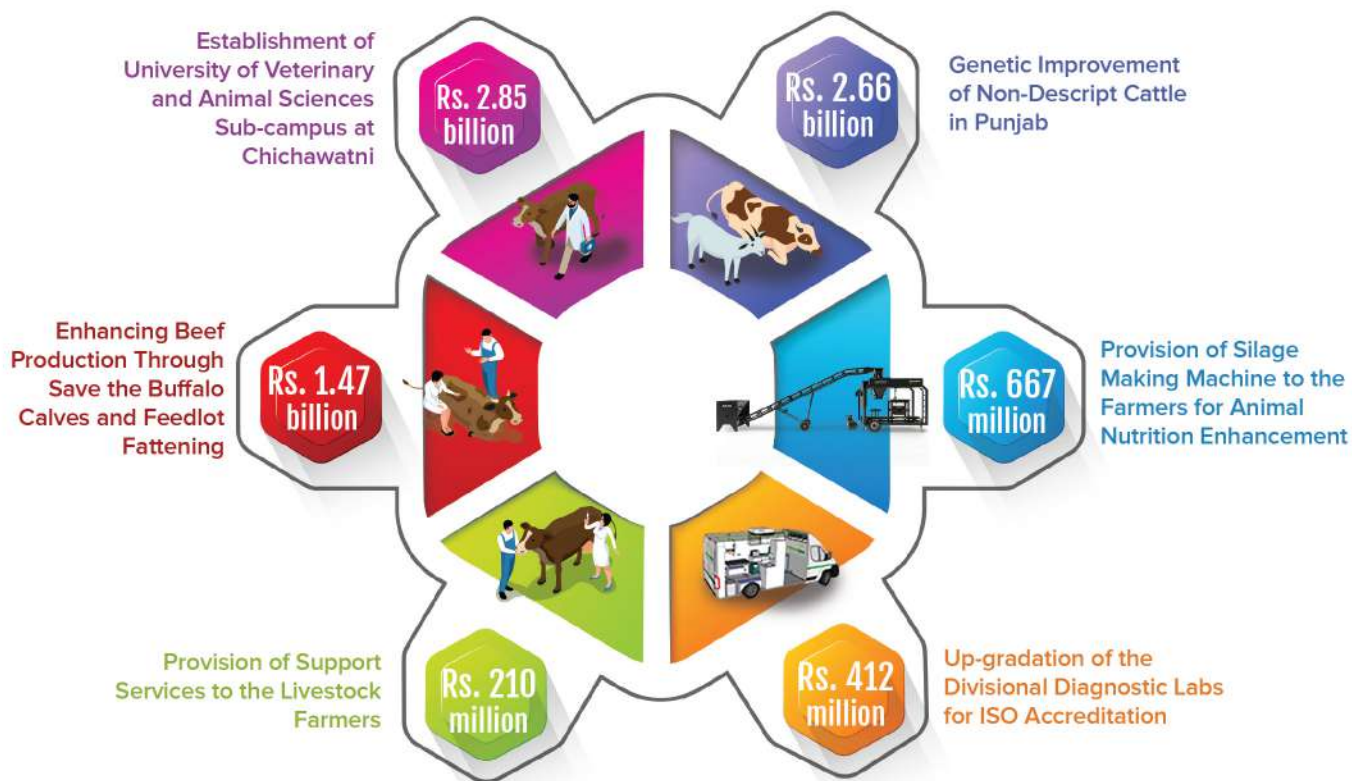 Establishment of
University of Veterinary
and Animal Sciences
Sub-campus at
Chichawatni
Rs. 2.85
billion
Rs. 2.66
billion
Genetic Improvement
of Non-Descript Cattle
in Punjab
Enhancing Beef
Production Through
Save the Buffalo
Calves and Feedlot
Fattening
Rs. 1.47
billion
Rs. 667
million
Provision of Silage
Making Machine to the
Farmers for Animal
Nutrition Enhancement
Provision of Support
Services to the Livestock
Farmers
Rs. 210
million
Rs. 412
million
Up-gradation of the
Divisional Diagnostic Labs
for ISO Accreditation